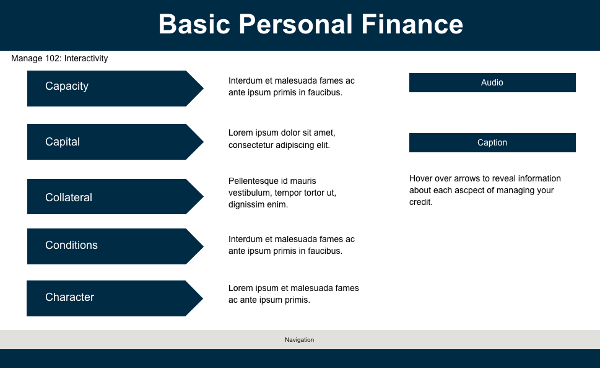 Basic Personal Finance
Manage 102: Interactivity
Capacity
Interdum et malesuada fames ac
ante ipsum primis in faucibus.
Capital
Lorem ipsum dolor sit amet,
consectetur adipiscing elit.
Collateral
Pellentesque id mauris
vestibulum, tempor tortor ut,
dignissim enim.
Conditions
Interdum et malesuada fames ac
ante ipsum primis in faucibus.
Character
Lorem ipsum et malesuada fames
ac ante ipsum primis.
Audio
Caption
Hover over arrows to reveal information
about each ascpect of managing your
credit.
Navigation